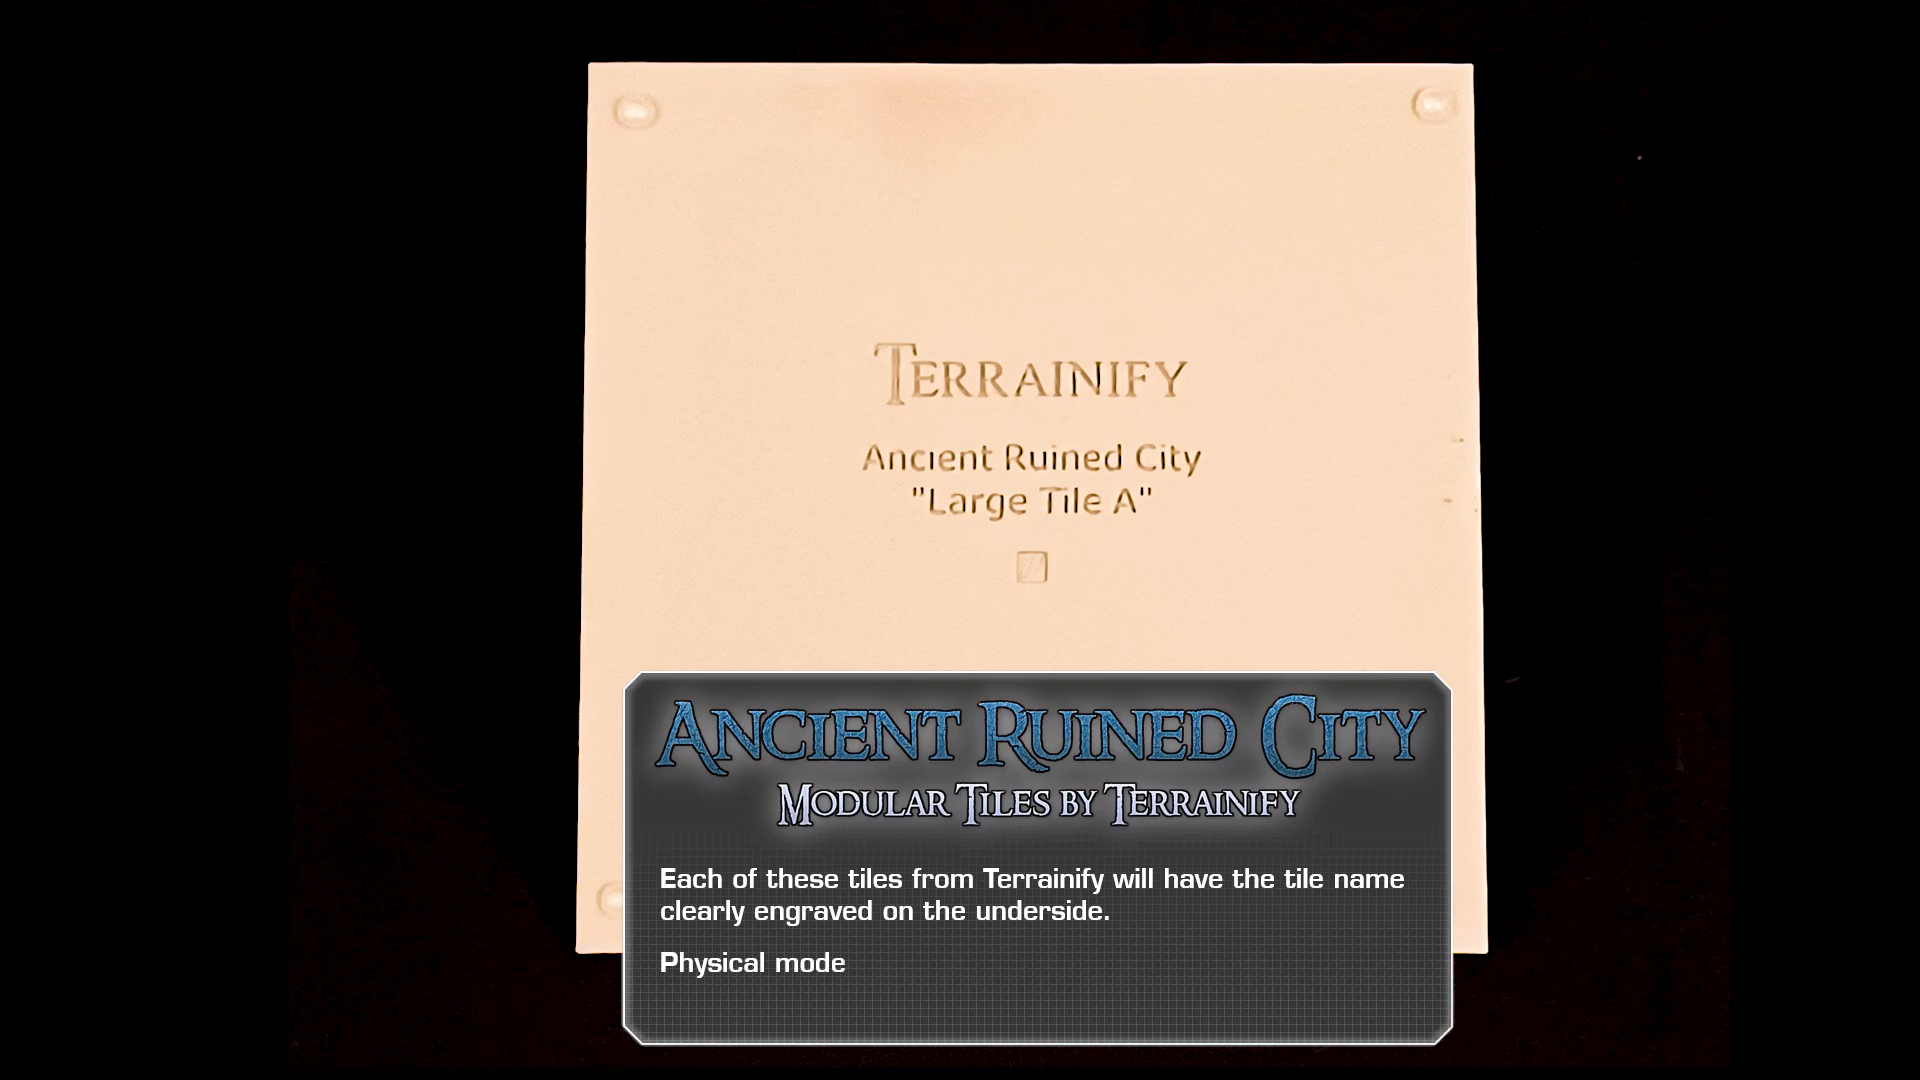 TERRAINIFY
Ancient Ruined City
"Large Tile A"
ANCIENT RUINED CITY
MODULAR TILES BY TERRAINIFY
Each of these tiles from Terrainify will have the tile name
clearly engraved on the underside.
Physical mode